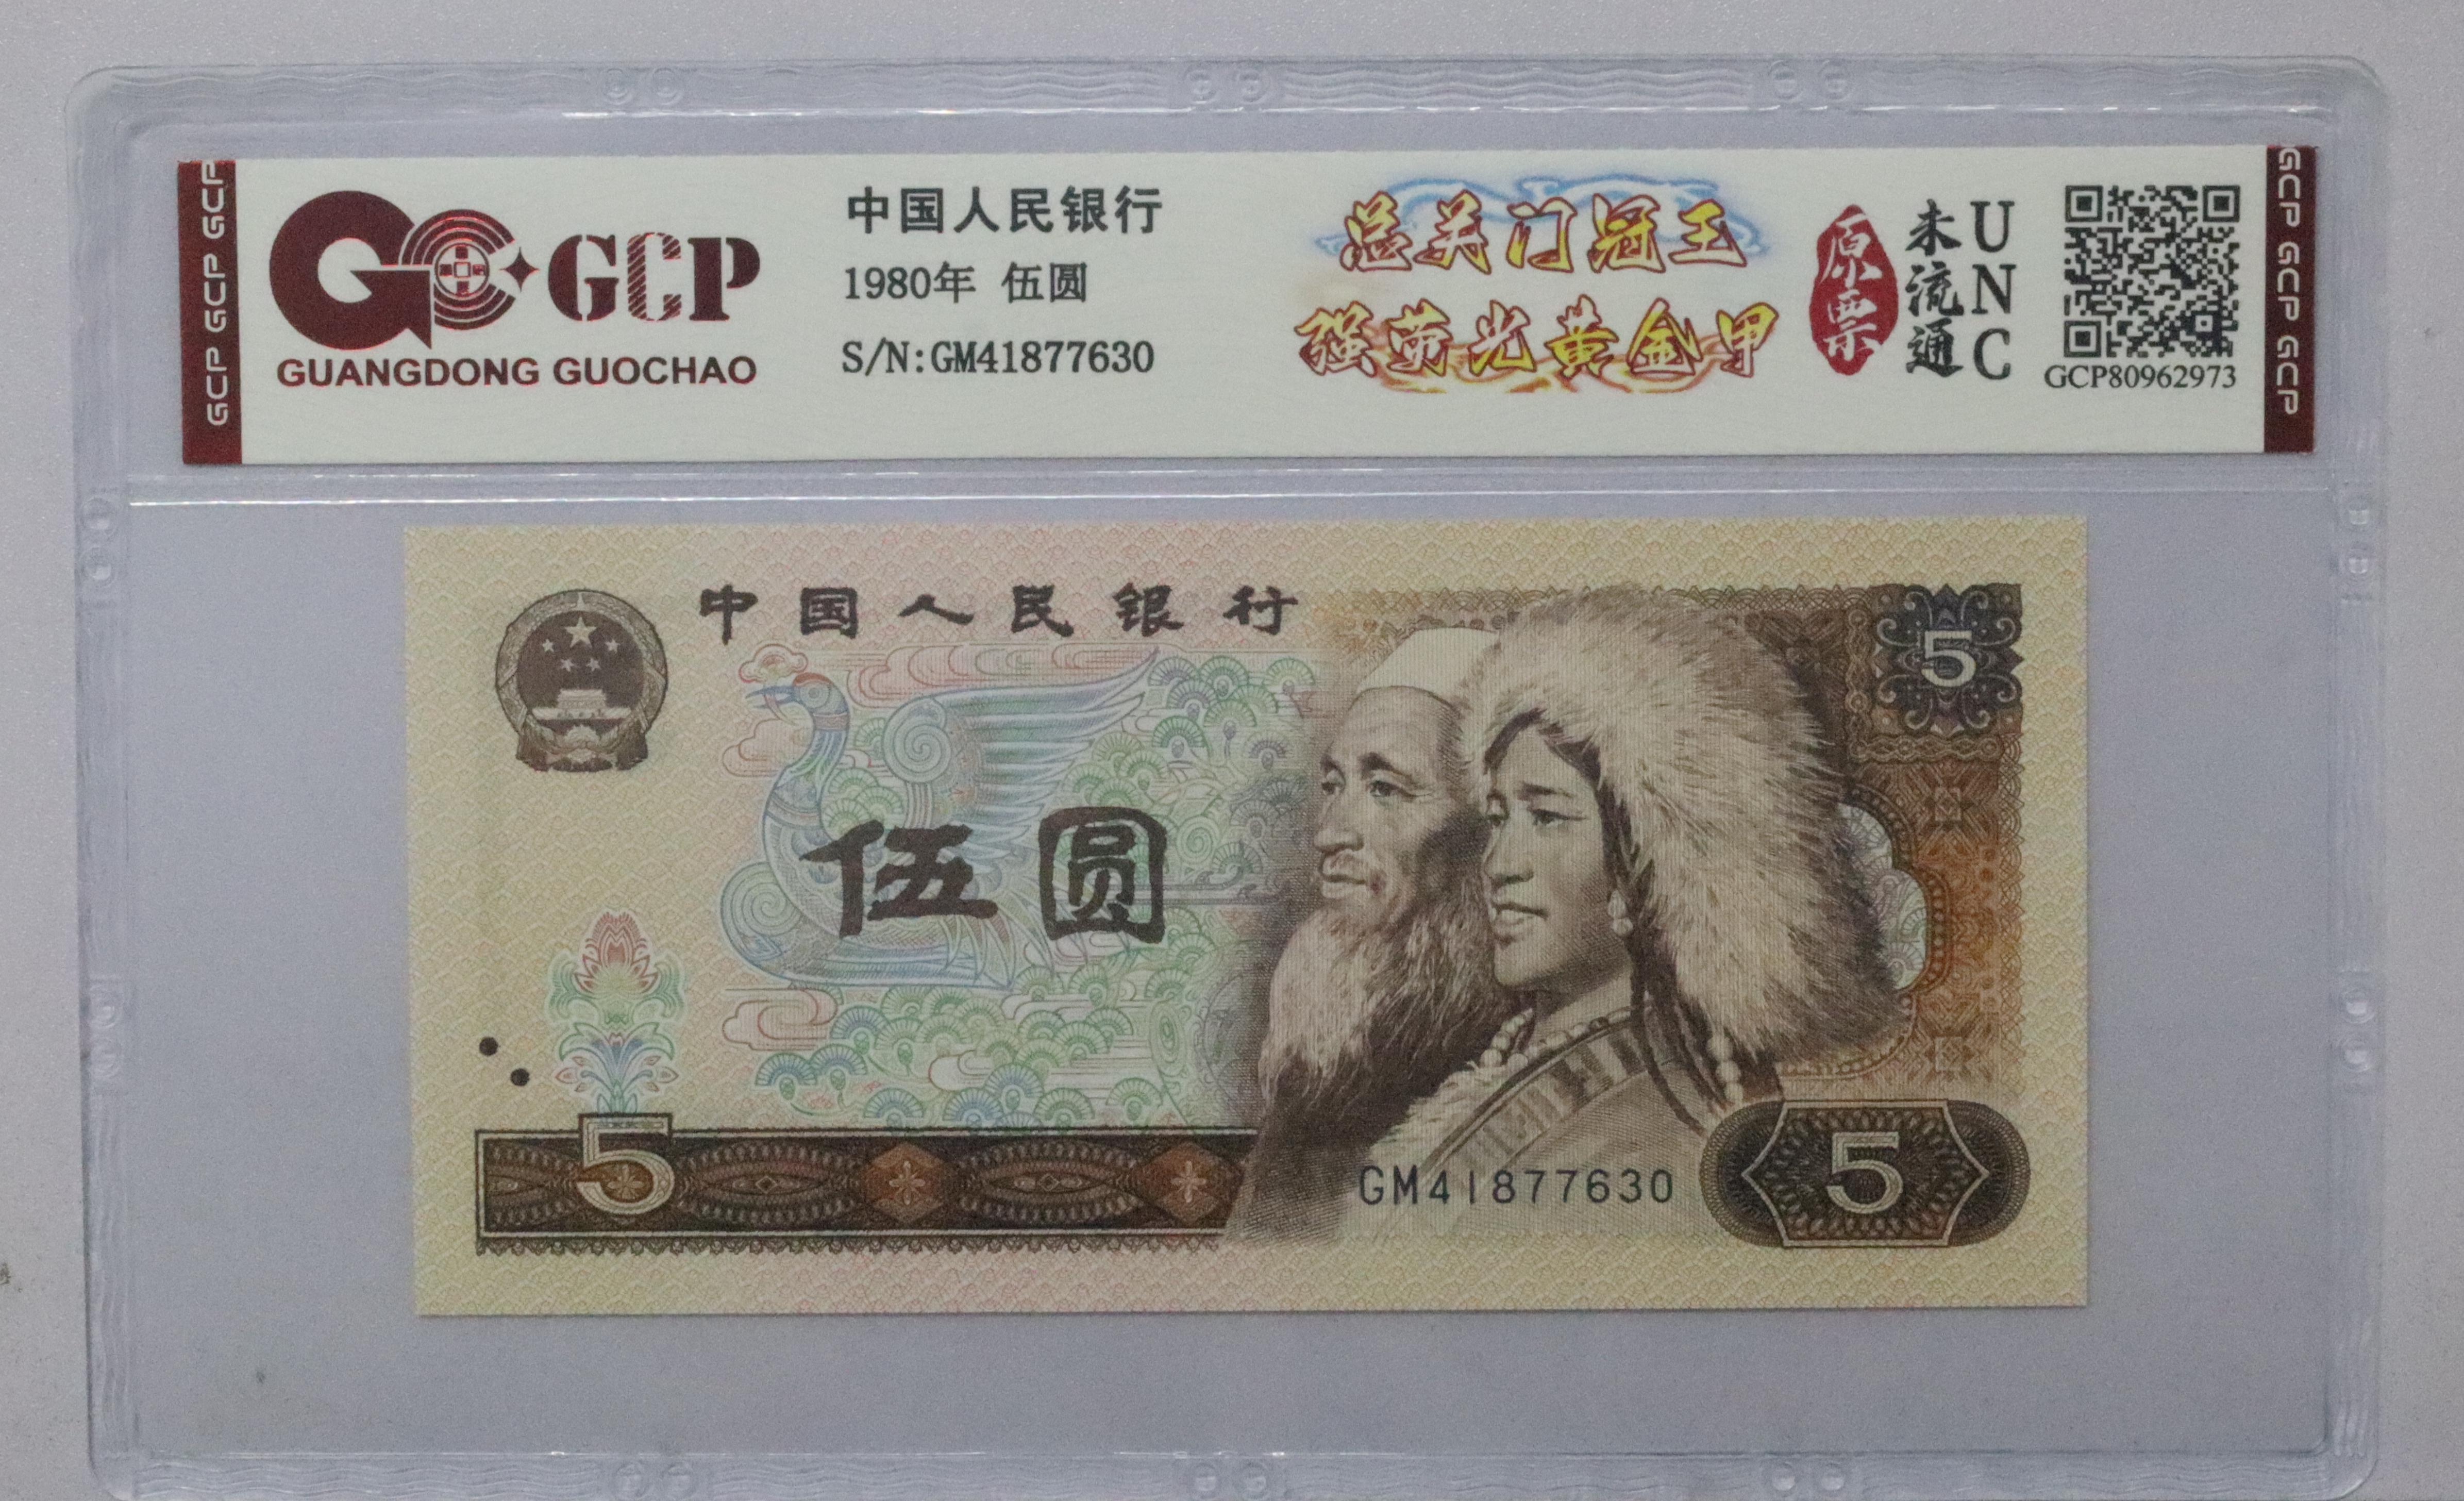 GCP GCP GCP
GCP
GUANGDONG GUOCHAO
中国人民银行
1980年 伍圆
S/N:GM41877630
总关门冠王
强荧光黄金甲
原票
未流通
UNC
GCP80962973
GCP GCP GCP
中国人民银行
5
伍圆
5
GM41877630
5